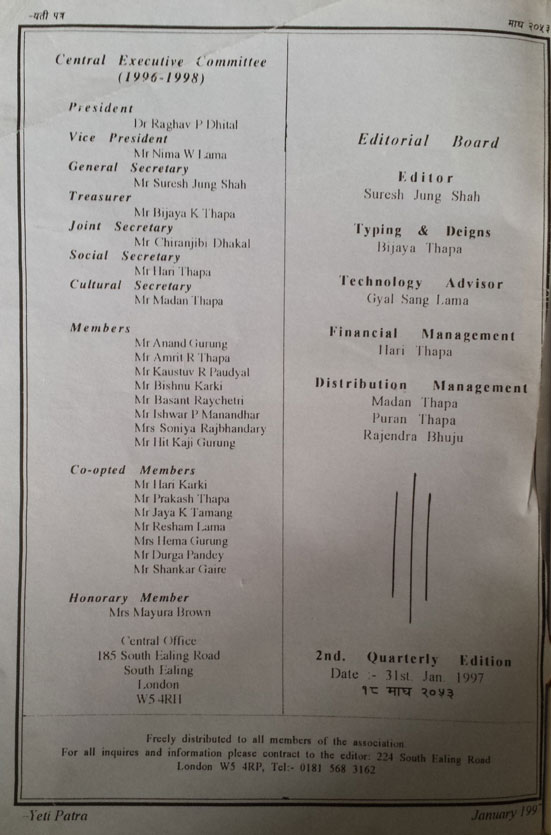 -यती पत्र
माघ २०५३
Central Executive Committee
(1996-1998)
President
Dr Raghav P Dhital
Vice President
Mr Nima W Lama
General Secretary
Mr Suresh Jung Shah
Treasurer
Mr Bijaya K Thapa
Joint Secretary
Mr Chiranjibi Dhakal
Social Secretary
Mr Hari Thapa
Cultural Secretary
Mr Madan Thapa
Members
Mr Anand Gurung
Mr Amrit R Thapa
Mr Kaustuv R Paudyal
Mr Bishnu Karki
Mr Basant Raychetri
Mr Ishwar P Manandhar
Mrs Soniya Rajbhandary
Mr Hit Kaji Gurung
Co-opted Members
Mr Hari Karki
Mr Prakash Thapa
Mr Jaya K Tamang
Mr Resham Lama
Mrs Hema Gurung
Mr Durga Pandey
Mr Shankar Gaire
Honorary Member
Mrs Mayura Brown
Central Office
185 South Ealing Road
South Ealing
London
W5 4RH
Editorial Board
Editor
Suresh Jung Shah
Typing & Deigns
Bijaya Thapa
Technology Advisor
Gyal Sang Lama
Financial Management
Hari Thapa
Distribution Management
Madan Thapa
Puran Thapa
Rajendra Bhuju
2nd. Quarterly Edition
Date :- 31st. Jan. 1997
१८ माघ २०५३
Freely distributed to all members of the association
For all inquires and information please contract to the editor: 224 South Ealing Road
London W5 4RP, Tel:- 0181 568 3162
-Yeti Patra
January 199